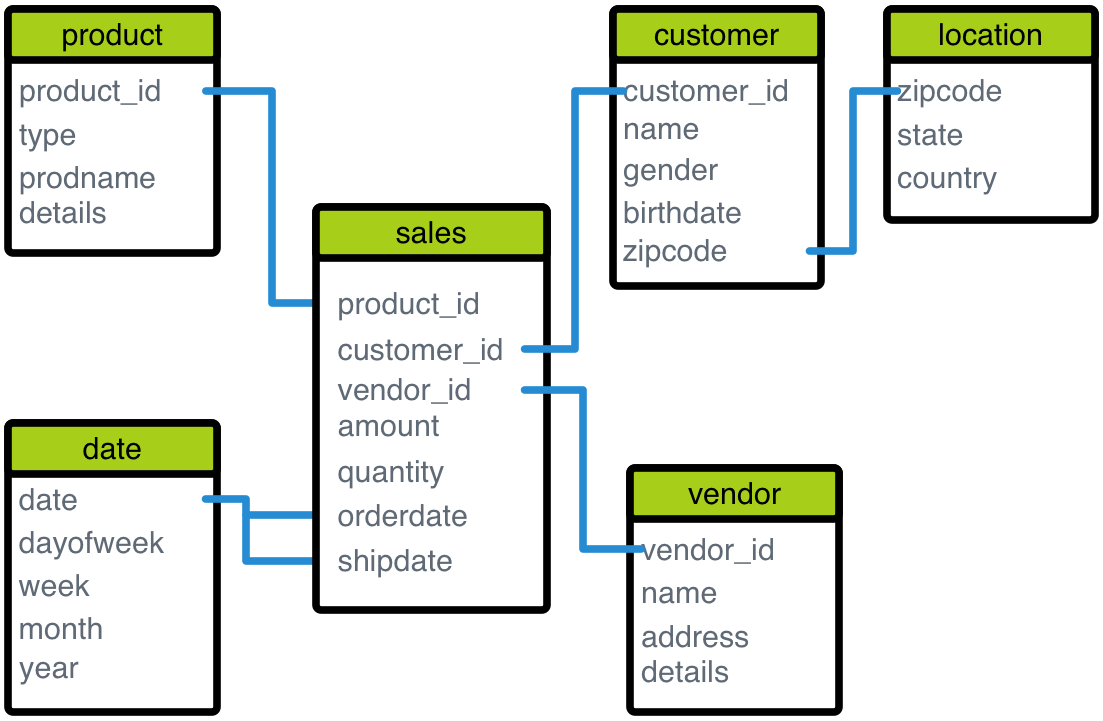 product
product_id
type
prodname
details
customer
customer_id
name
gender
birthdate
zipcode
location
zipcode
state
country
sales
product_id
customer_id
vendor_id
amount
quantity
orderdate
shipdate
date
date
dayofweek
week
month
year
vendor
vendor_id
name
address
details